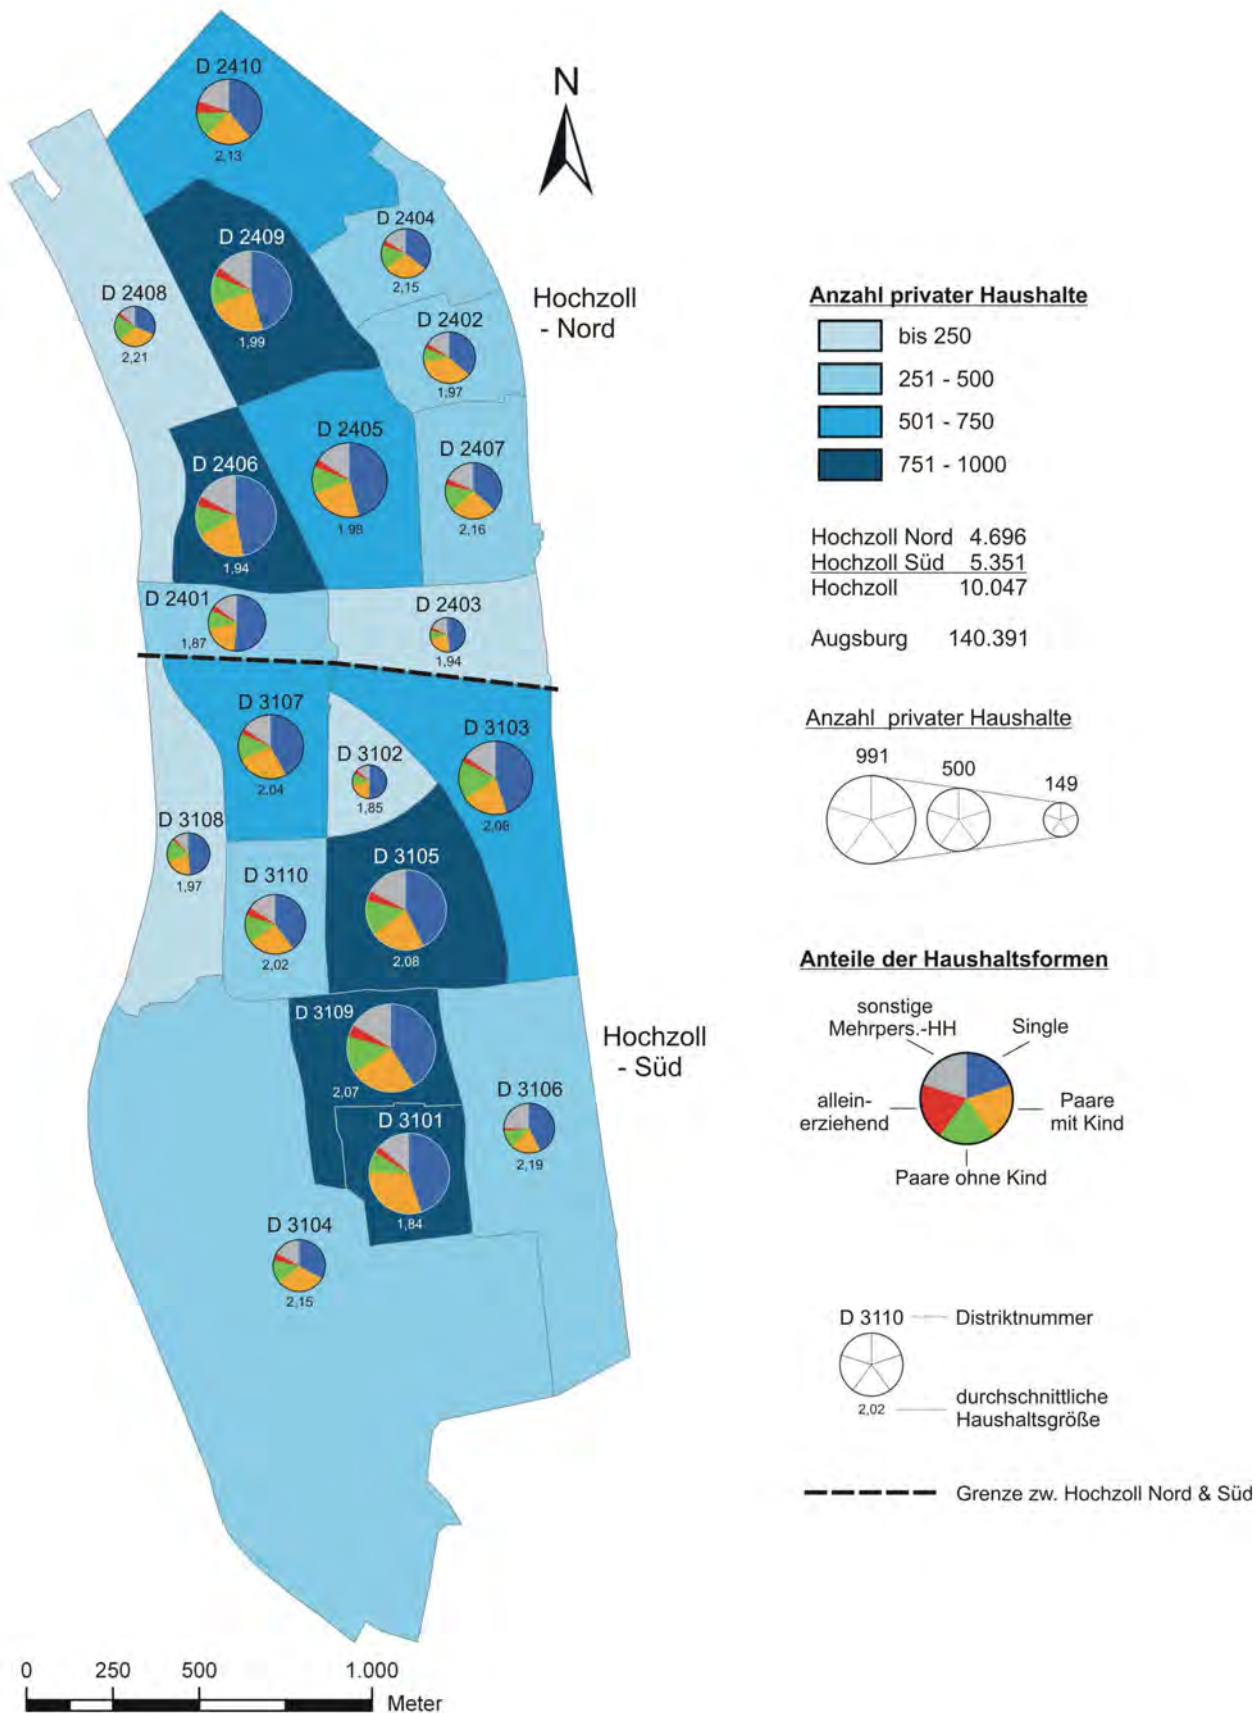 D 2410
2,13
N
D 2404
2,15
D 2409
1,99
D 2408
2,21
Hochzoll
- Nord
D 2402
1,97
D 2405
1,98
D 2407
2,16
D 2406
1,94
D 2401
1,87
D 2403
1,94
D 3107
2,04
D 3102
1,85
D 3103
D 3108
1,97
D 3105
2,08
D 3110
2,02
D 3109
2,07
Hochzoll
- Süd
D 3106
2,19
D 3101
1,84
D 3104
2,15
0 250 500 1.000
Meter
Anzahl privater Haushalte
bis 250
251 - 500
501 - 750
751 - 1000
Hochzoll Nord 4.696
Hochzoll Süd 5.351
Hochzoll 10.047
Augsburg 140.391
Anzahl privater Haushalte
991
500
149
Anteile der Haushaltsformen
sonstige
Mehrpers.-HH
Single
allein-
erziehend
Paare
mit Kind
Paare ohne Kind
D 3110
Distriktnummer
2,02
durchschnittliche
Haushaltsgröße
Grenze zw. Hochzoll Nord & Süd